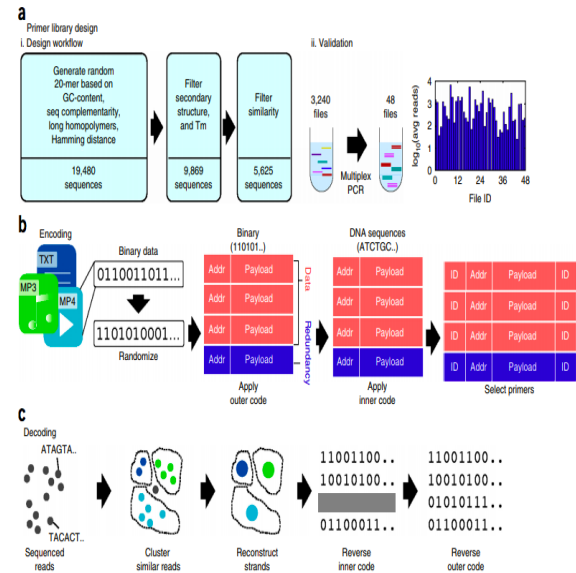 a
Primer library design
i. Design workflow
Generate random
20-mer based on
GC-content,
seq complementarity,
long homopolymers,
Hamming distance
19,480
sequences
Filter
secondary
structure,
and Tm
9,869
sequences
Filter
similarity
5,625
sequences
ii. Validation
3,240
files
48
files
Multiplex
PCR
log10(avg reads)
4
3
2
1
0
0 12 24 36 48
File ID
b
Encoding
TXT
MP3
MP4
Binary data
0110011011...
1101010001...
Randomize
Binary
(110101..)
Addr Payload
Addr Payload
Addr Payload
Addr Payload
Data
Redundancy
Apply
outer code
DNA sequences
(ATCTGC..)
Addr Payload
Addr Payload
Addr Payload
Addr Payload
Apply
inner code
ID Addr Payload ID
ID Addr Payload ID
ID Addr Payload ID
ID Addr Payload ID
Select primers
c
Decoding
ATAGTA..
TACACT..
Sequenced
reads
Cluster
similar reads
Reconstruct
strands
11001100..
10010100..
01100011..
Reverse
inner code
11001100..
10010100..
01010111..
01100011..
Reverse
outer code